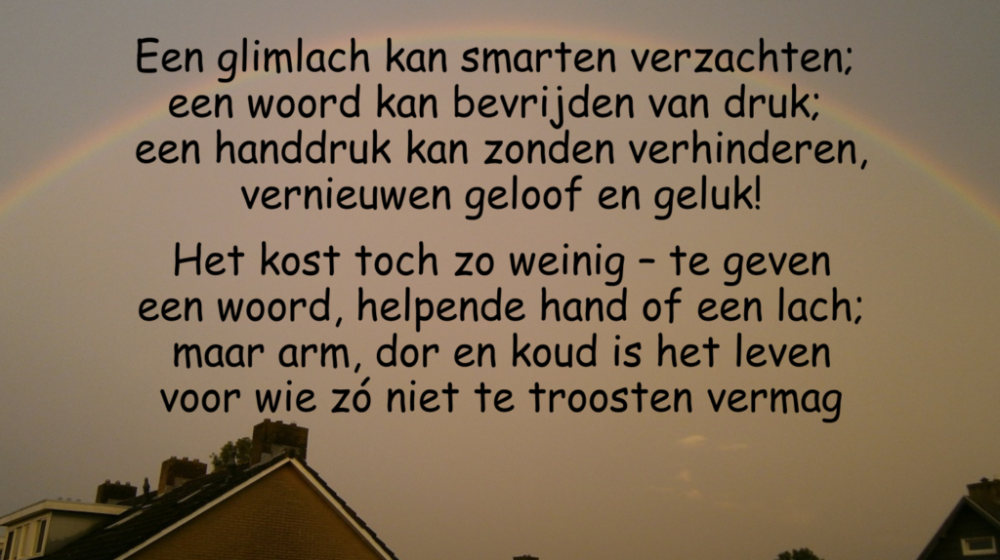 Een glimlach kan smarten verzachten;
een woord kan bevrijden van druk;
een handdruk kan zonden verhinderen,
vernieuwen geloof en geluk!
Het kost toch zo weinig – te geven
een woord, helpende hand of een lach;
maar arm, dor en koud is het leven
voor wie zó niet te troosten vermag